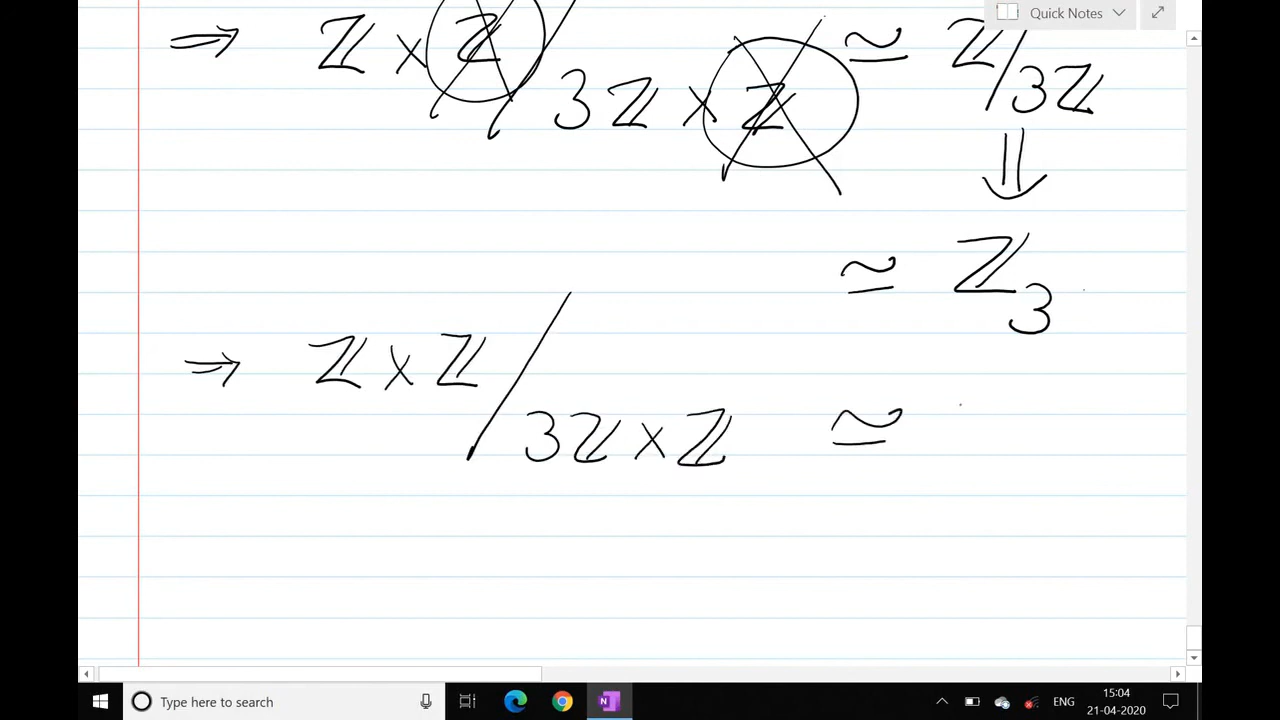 Quick Notes
⇒ ℤ × ℤ / 3ℤ × ℤ ≃ ℤ/3ℤ
⇓
≃ ℤ₃
⇒ ℤ × ℤ / 3ℤ × ℤ ≃
Type here to search
ENG
15:04
21-04-2020